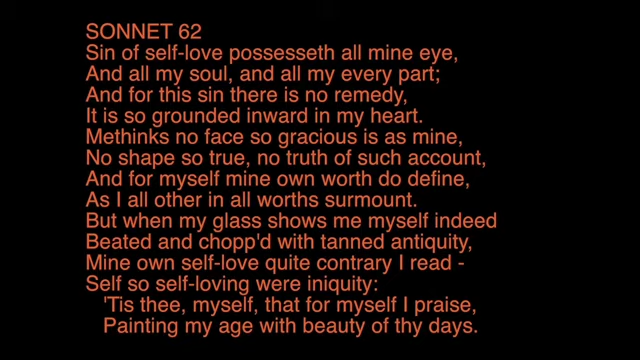 SONNET 62
Sin of self-love possesseth all mine eye,
And all my soul, and all my every part;
And for this sin there is no remedy,
It is so grounded inward in my heart.
Methinks no face so gracious is as mine,
No shape so true, no truth of such account,
And for myself mine own worth do define,
As I all other in all worths surmount.
But when my glass shows me myself indeed
Beated and chopp'd with tanned antiquity,
Mine own self-love quite contrary I read -
Self so self-loving were iniquity:
'Tis thee, myself, that for myself I praise,
Painting my age with beauty of thy days.